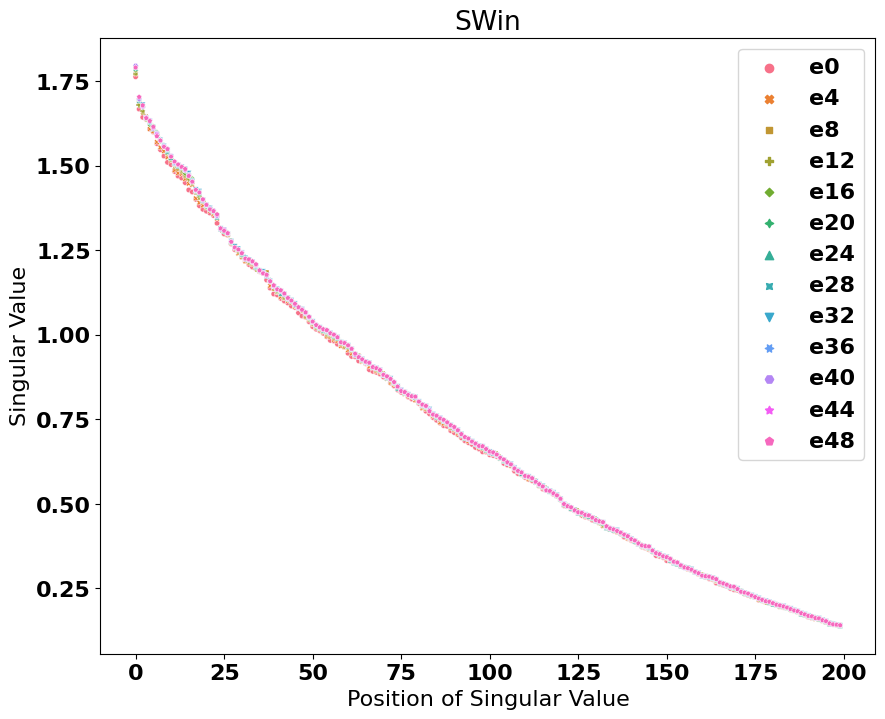 SWin
e0
e4
e8
e12
e16
e20
e24
e28
e32
e36
e40
e44
e48
Singular Value
1.75
1.50
1.25
1.00
0.75
0.50
0.25
0 25 50 75 100 125 150 175 200
Position of Singular Value